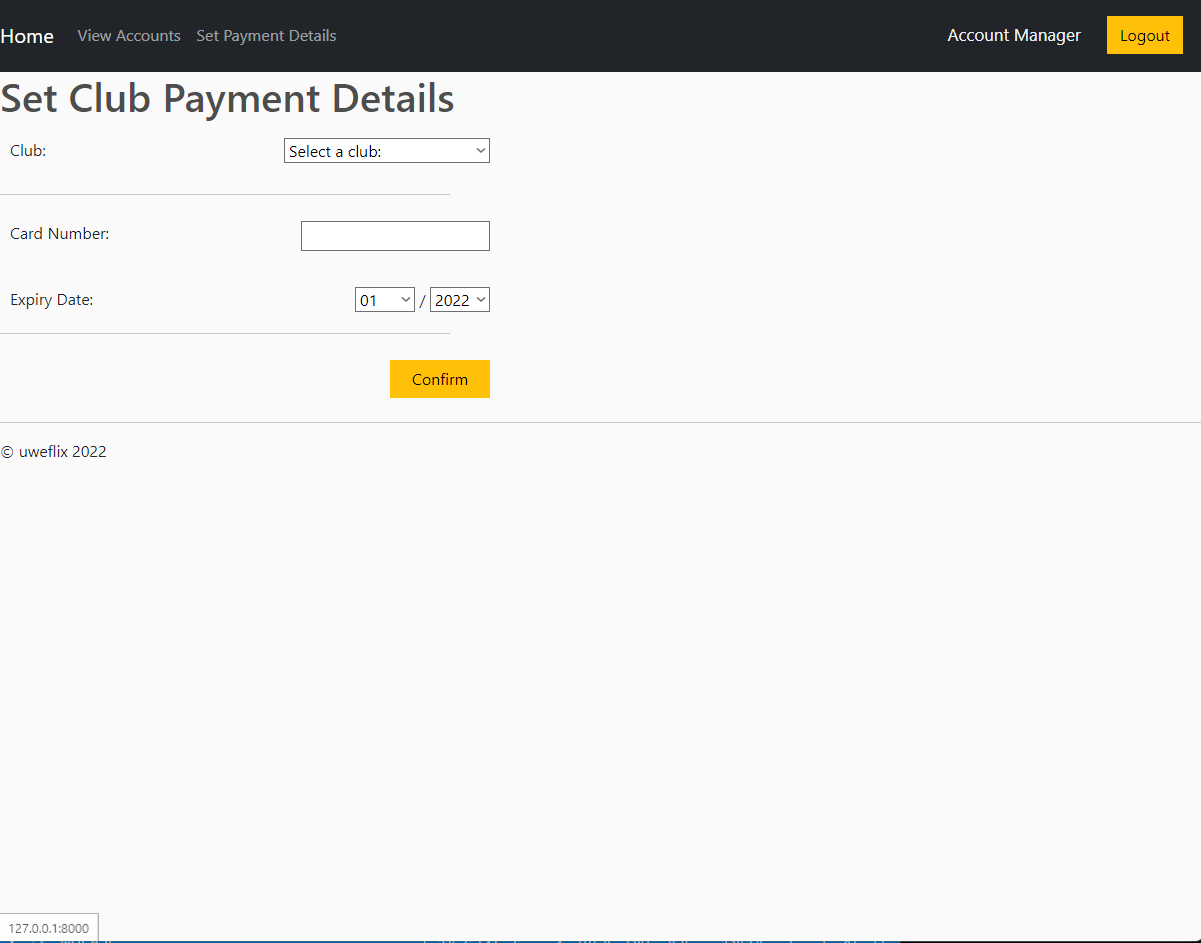 Home View Accounts Set Payment Details Account Manager Logout
Set Club Payment Details
Club: Select a club:
Card Number:
Expiry Date: 01 / 2022
Confirm
© uweflix 2022
127.0.0.1:8000